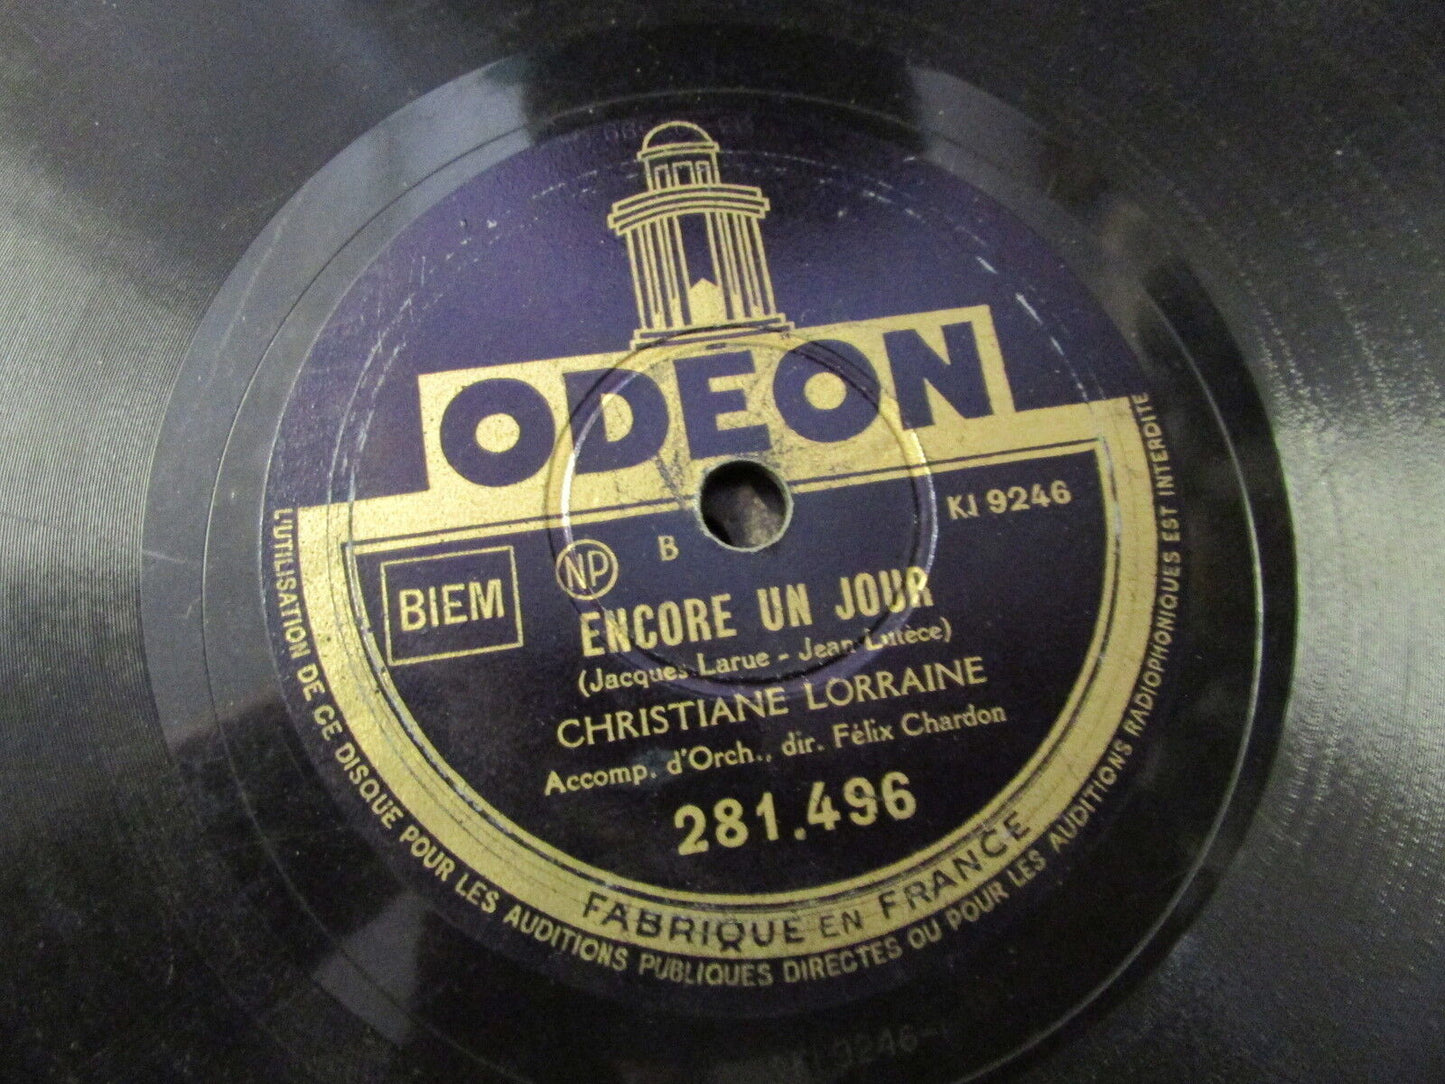 ODEON
KI 9246
BIEM
NP
B
ENCORE UN JOUR
(Jacques Larue - Jean Lutèce)
CHRISTIANE LORRAINE
Accomp. d'Orch., dir. Félix Chardon
281.496
FABRIQUE EN FRANCE
L'UTILISATION DE CE DISQUE POUR LES AUDITIONS PUBLIQUES DIRECTES OU POUR LES AUDITIONS RADIOPHONIQUES EST INTERDITE
9246-